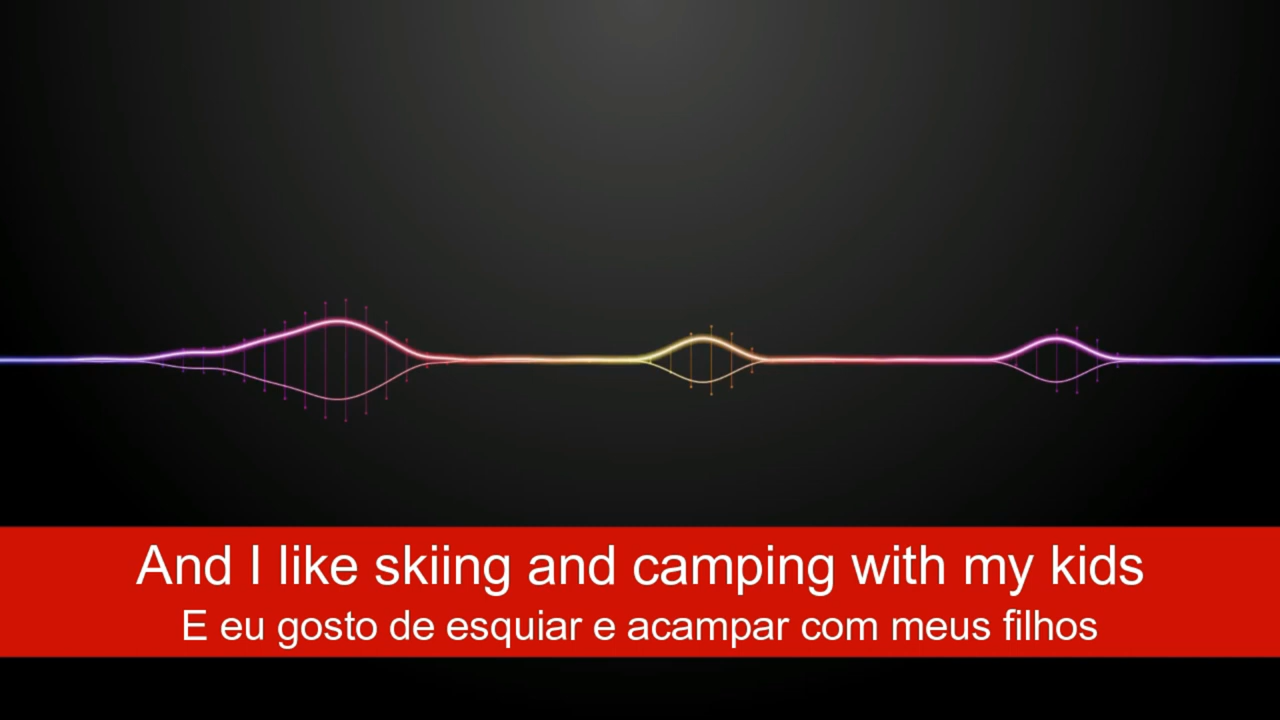 And I like skiing and camping with my kids
E eu gosto de esquiar e acampar com meus filhos